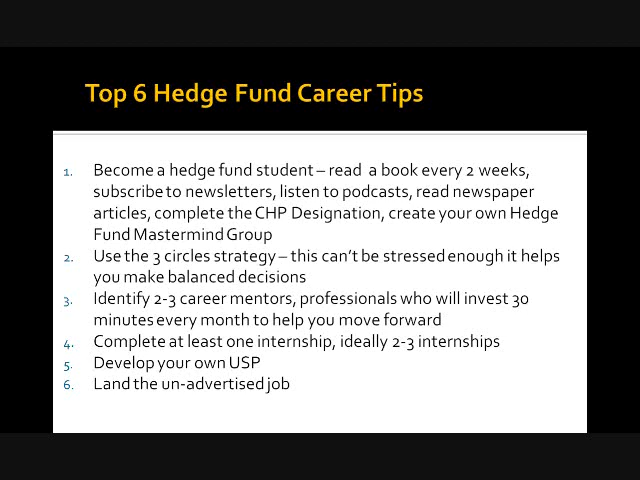 Top 6 Hedge Fund Career Tips
1. Become a hedge fund student – read a book every 2 weeks,
subscribe to newsletters, listen to podcasts, read newspaper
articles, complete the CHP Designation, create your own Hedge
Fund Mastermind Group
2. Use the 3 circles strategy – this can't be stressed enough it helps
you make balanced decisions
3. Identify 2-3 career mentors, professionals who will invest 30
minutes every month to help you move forward
4. Complete at least one internship, ideally 2-3 internships
5. Develop your own USP
6. Land the un-advertised job